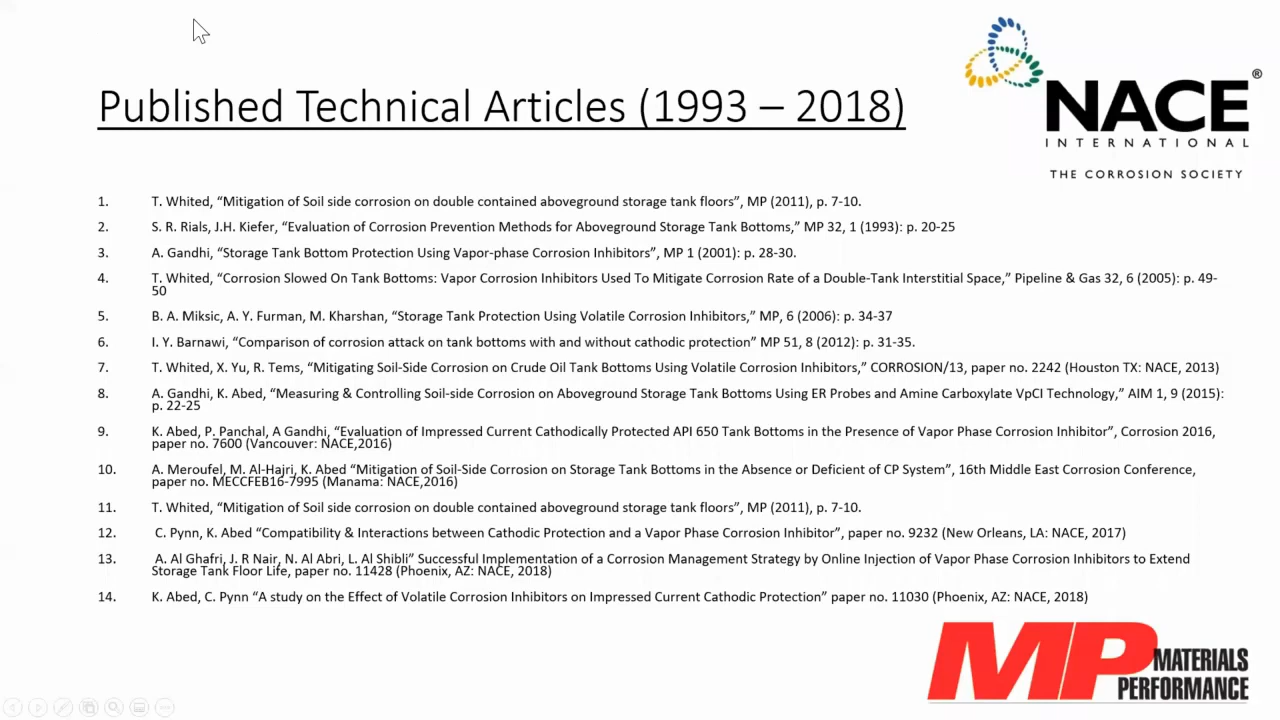 Published Technical Articles (1993 – 2018)
NACE®
INTERNATIONAL
THE CORROSION SOCIETY
1. T. Whited, “Mitigation of Soil side corrosion on double contained aboveground storage tank floors”, MP (2011), p. 7-10.
2. S. R. Rials, J.H. Kiefer, “Evaluation of Corrosion Prevention Methods for Aboveground Storage Tank Bottoms,” MP 32, 1 (1993): p. 20-25
3. A. Gandhi, “Storage Tank Bottom Protection Using Vapor-phase Corrosion Inhibitors”, MP 1 (2001): p. 28-30.
4. T. Whited, “Corrosion Slowed On Tank Bottoms: Vapor Corrosion Inhibitors Used To Mitigate Corrosion Rate of a Double-Tank Interstitial Space,” Pipeline & Gas 32, 6 (2005): p. 49-
50
5. B. A. Miksic, A. Y. Furman, M. Kharshan, “Storage Tank Protection Using Volatile Corrosion Inhibitors,” MP, 6 (2006): p. 34-37
6. I. Y. Barnawi, “Comparison of corrosion attack on tank bottoms with and without cathodic protection” MP 51, 8 (2012): p. 31-35.
7. T. Whited, X. Yu, R. Tems, “Mitigating Soil-Side Corrosion on Crude Oil Tank Bottoms Using Volatile Corrosion Inhibitors,” CORROSION/13, paper no. 2242 (Houston TX: NACE, 2013)
8. A. Gandhi, K. Abed, “Measuring & Controlling Soil-side Corrosion on Aboveground Storage Tank Bottoms Using ER Probes and Amine Carboxylate VpCI Technology,” AIM 1, 9 (2015):
p. 22-25
9. K. Abed, P. Panchal, A Gandhi, “Evaluation of Impressed Current Cathodically Protected API 650 Tank Bottoms in the Presence of Vapor Phase Corrosion Inhibitor”, Corrosion 2016,
paper no. 7600 (Vancouver: NACE,2016)
10. A. Meroufel, M. Al-Hajri, K. Abed “Mitigation of Soil-Side Corrosion on Storage Tank Bottoms in the Absence or Deficient of CP System”, 16th Middle East Corrosion Conference,
paper no. MECCFEB16-7995 (Manama: NACE,2016)
11. T. Whited, “Mitigation of Soil side corrosion on double contained aboveground storage tank floors”, MP (2011), p. 7-10.
12. C. Pynn, K. Abed “Compatibility & Interactions between Cathodic Protection and a Vapor Phase Corrosion Inhibitor”, paper no. 9232 (New Orleans, LA: NACE, 2017)
13. A. Al Ghafri, J. R Nair, N. Al Abri, L. Al Shibli” Successful Implementation of a Corrosion Management Strategy by Online Injection of Vapor Phase Corrosion Inhibitors to Extend
Storage Tank Floor Life, paper no. 11428 (Phoenix, AZ: NACE, 2018)
14. K. Abed, C. Pynn “A study on the Effect of Volatile Corrosion Inhibitors on Impressed Current Cathodic Protection” paper no. 11030 (Phoenix, AZ: NACE, 2018)
MP MATERIALS
PERFORMANCE